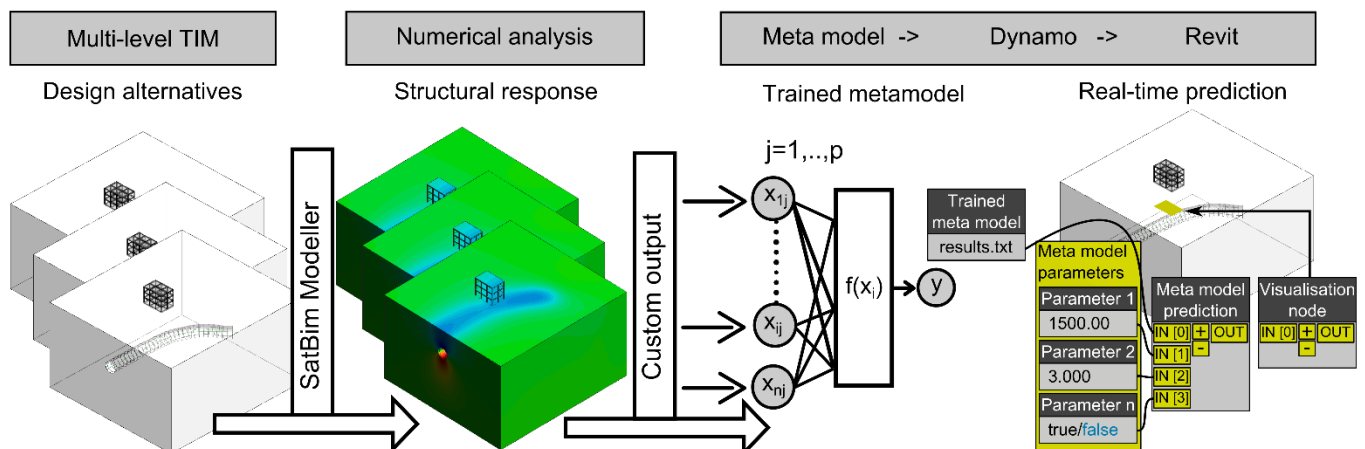 Multi-level TIM
Numerical analysis
Meta model -> Dynamo -> Revit
Design alternatives
Structural response
Trained metamodel
Real-time prediction
SatBim Modeller
Custom output
j=1,..,p
x1j
xij
xnj
f(xi)
y
Trained
meta model
results.txt
Meta model
parameters
Parameter 1
1500.00
Parameter 2
3.000
Parameter n
true/false
Meta model
prediction
IN [0] + OUT
IN [1] -
IN [2]
IN [3]
Visualisation
node
IN [0] + OUT
-